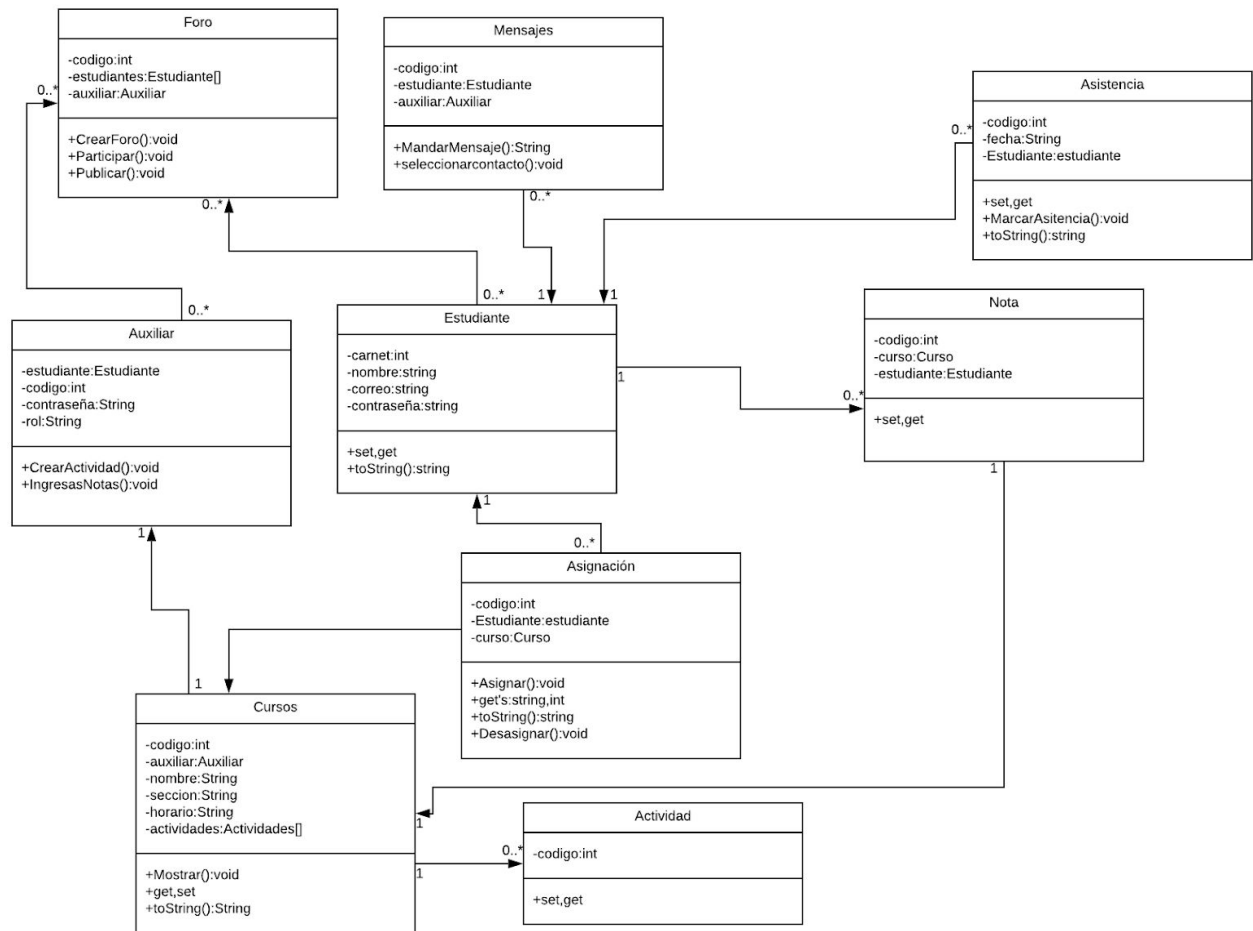 Foro
-codigo:int
-estudiantes:Estudiante[]
-auxiliar:Auxiliar
+CrearForo():void
+Participar():void
+Publicar():void
0..*
0..*
Mensajes
-codigo:int
-estudiante:Estudiante
-auxiliar:Auxiliar
+MandarMensaje():String
+seleccionarcontacto():void
0..*
Asistencia
-codigo:int
-fecha:String
-Estudiante:estudiante
+set,get
+MarcarAsitencia():void
+toString():string
0..*
0..*
Auxiliar
-estudiante:Estudiante
-codigo:int
-contraseña:String
-rol:String
+CrearActividad():void
+IngresasNotas():void
1
0..*
1
1
Estudiante
-carnet:int
-nombre:string
-correo:string
-contraseña:string
+set,get
+toString():string
1
1
Nota
-codigo:int
-curso:Curso
-estudiante:Estudiante
+set,get
0..*
1
0..*
Asignación
-codigo:int
-Estudiante:estudiante
-curso:Curso
+Asignar():void
+get's:string,int
+toString():string
+Desasignar():void
1
Cursos
-codigo:int
-auxiliar:Auxiliar
-nombre:String
-seccion:String
-horario:String
-actividades:Actividades[]
+Mostrar():void
+get,set
+toString():String
1
1
0..*
Actividad
-codigo:int
+set,get